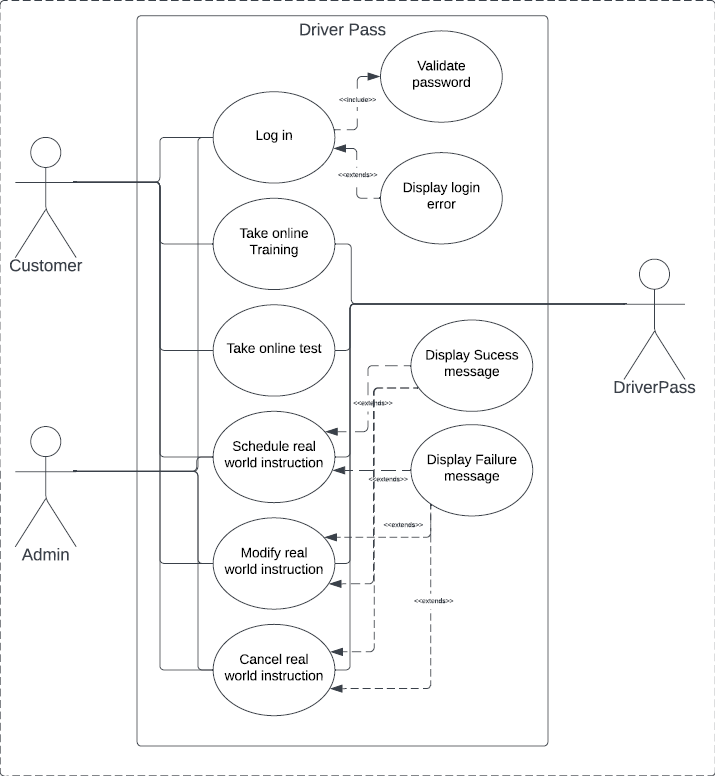 Driver Pass
Validate
password
<<include>>
Log in
<<extends>>
Display login
error
Customer
Take online
Training
Take online test
Display Sucess
message
DriverPass
<<extends>>
Schedule real
world instruction
Display Failure
message
<<extends>>
Admin
<<extends>>
Modify real
world instruction
<<extends>>
Cancel real
world instruction